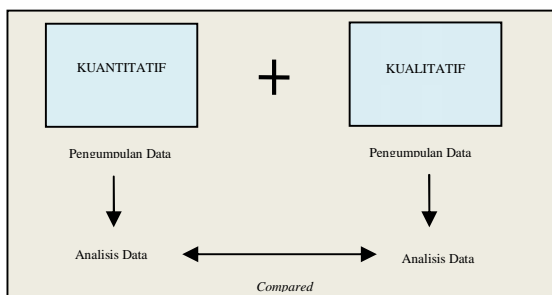 KUANTITATIF
+
KUALITATIF
Pengumpulan Data
Pengumpulan Data
Analisis Data
Analisis Data
Compared